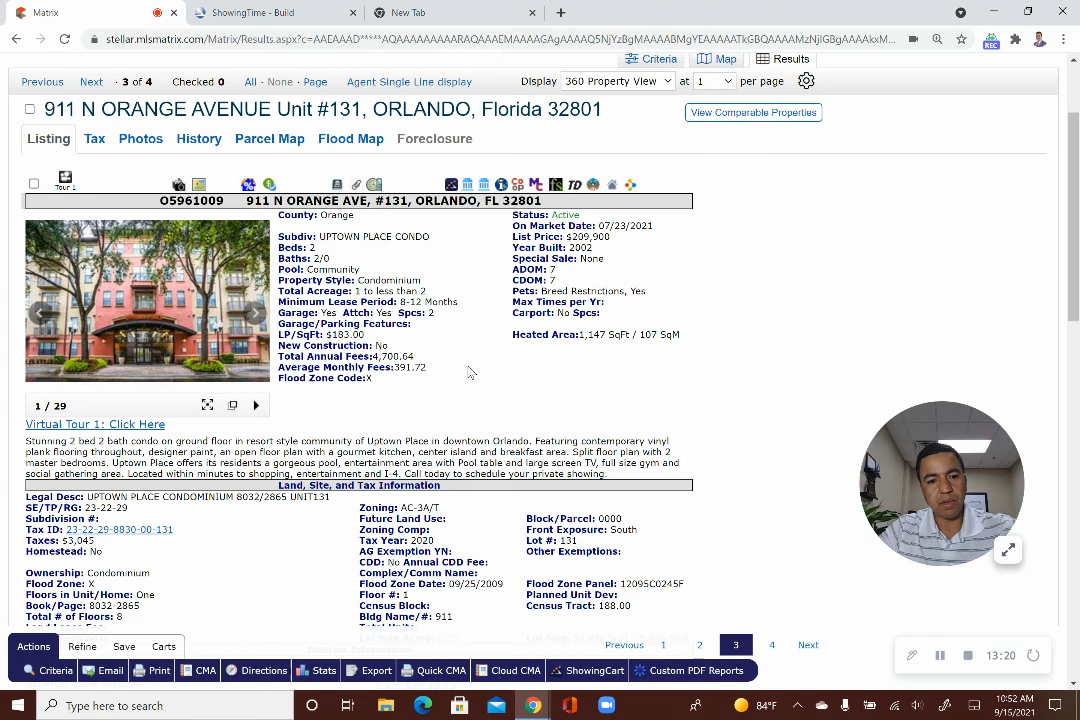 Matrix
ShowingTime - Build
New Tab
stellar.mlsmatrix.com/Matrix/Results.aspx?c=AAEAAAD*****AQAAAAAAAAARAQAAAEMAAAAGAgAAAAQ5NjYzBgMAAAABMgYEAAAAATkGBQAAAAMzNjIGBgAAAAkxM...
REC
Criteria Map Results
Previous Next 3 of 4 Checked 0 All · None · Page Agent Single Line display Display 360 Property View at 1 per page
911 N ORANGE AVENUE Unit #131, ORLANDO, Florida 32801
View Comparable Properties
Listing Tax Photos History Parcel Map Flood Map Foreclosure
Tour 1
O5961009 911 N ORANGE AVE, #131, ORLANDO, FL 32801
County: Orange Status: Active
On Market Date: 07/23/2021
Subdiv: UPTOWN PLACE CONDO List Price: $209,900
Beds: 2 Year Built: 2002
Baths: 2/0 Special Sale: None
Pool: Community ADOM: 7
Property Style: Condominium CDOM: 7
Total Acreage: 1 to less than 2 Pets: Breed Restrictions, Yes
Minimum Lease Period: 8-12 Months Max Times per Yr:
Garage: Yes Attch: Yes Spcs: 2 Carport: No Spcs:
Garage/Parking Features:
LP/SqFt: $183.00 Heated Area:1,147 SqFt / 107 SqM
New Construction: No
Total Annual Fees:4,700.64
Average Monthly Fees:391.72
Flood Zone Code:X
1 / 29
Virtual Tour 1: Click Here
Stunning 2 bed 2 bath condo on ground floor in resort style community of Uptown Place in downtown Orlando. Featuring contemporary vinyl
plank flooring throughout, designer paint, an open floor plan with a gourmet kitchen, center island and breakfast area. Split floor plan with 2
master bedrooms. Uptown Place offers its residents a gorgeous pool, entertainment area with Pool table and large screen TV, full size gym and
social gathering area. Located within minutes to shopping, entertainment and I-4. Call today to schedule your private showing.
Land, Site, and Tax Information
Legal Desc: UPTOWN PLACE CONDOMINIUM 8032/2865 UNIT131
SE/TP/RG: 23-22-29 Zoning: AC-3A/T
Subdivision #: Future Land Use: Block/Parcel: 0000
Tax ID: 23-22-29-8830-00-131 Zoning Comp: Front Exposure: South
Taxes: $3,045 Tax Year: 2020 Lot #: 131
Homestead: No AG Exemption YN: Other Exemptions:
CDD: No Annual CDD Fee:
Ownership: Condominium Complex/Comm Name:
Flood Zone: X Flood Zone Date: 09/25/2009 Flood Zone Panel: 12095C0245F
Floors in Unit/Home: One Floor #: 1 Planned Unit Dev:
Book/Page: 8032-2865 Census Block: Census Tract: 188.00
Total # of Floors: 8 Bldg Name/#: 911
Actions Refine Save Carts Previous 1 2 3 4 Next
Criteria Email Print CMA Directions Stats Export Quick CMA Cloud CMA ShowingCart Custom PDF Reports
13:20
Type here to search
84°F
10:52 AM
9/15/2021